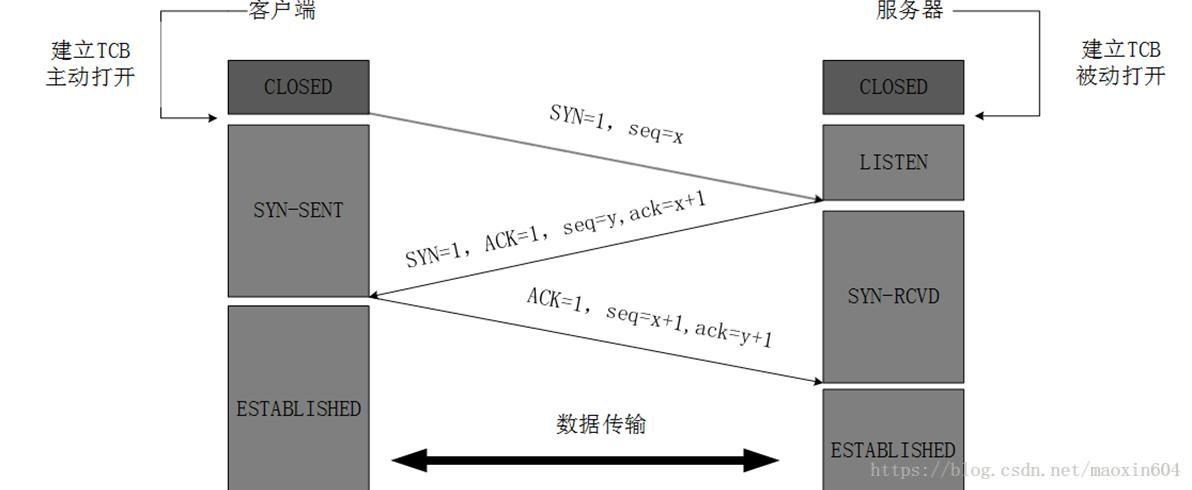 客户端
服务器
建立TCB
主动打开
建立TCB
被动打开
CLOSED
CLOSED
SYN=1, seq=x
LISTEN
SYN-SENT
SYN=1, ACK=1, seq=y,ack=x+1
SYN-RCVD
ACK=1, seq=x+1,ack=y+1
ESTABLISHED
数据传输
ESTABLISHED
https://blog.csdn.net/maoxin604